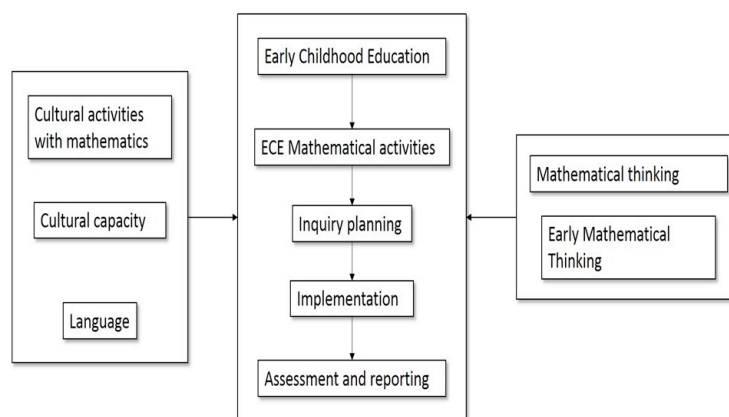 Cultural activities
with mathematics
Cultural capacity
Language
Early Childhood Education
ECE Mathematical activities
Inquiry planning
Implementation
Assessment and reporting
Mathematical thinking
Early Mathematical
Thinking